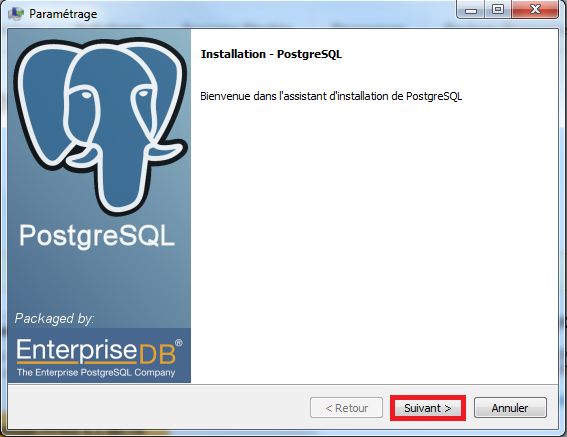 Paramétrage
Installation - PostgreSQL
Bienvenue dans l'assistant d'installation de PostgreSQL
PostgreSQL
Packaged by:
EnterpriseDB®
The Enterprise PostgreSQL Company
< Retour
Suivant >
Annuler